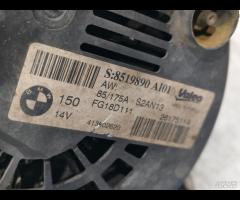 S:8519890 AI01 Valeo
AW
85/175A S2AN13
150 FG18D111
14V